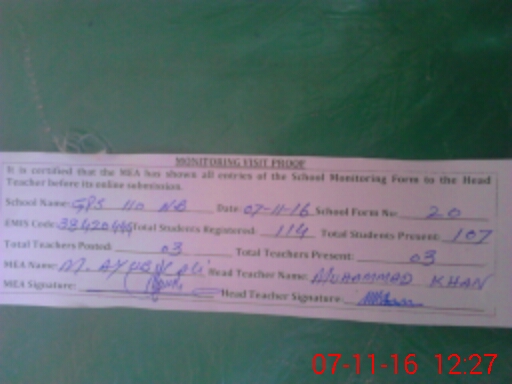 MONITORING VISIT PROOF
It is certified that the MEA has shown all entries of the School Monitoring Form to the Head
Teacher before its online submission.
School Name: GPS 110 NB Date: 07-11-16 School Form No: 20
EMIS Code: Total Students Registered: 114 Total Students Present: 107
Total Teachers Posted: 03 Total Teachers Present: 03
MEA Name: M. AYUB Head Teacher Name: MUHAMMAD KHAN
MEA Signature: Head Teacher Signature:
07-11-16 12:27